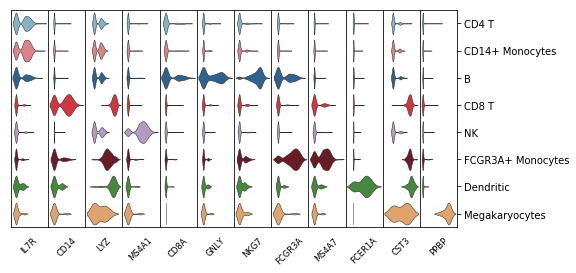 CD4 T
CD14+ Monocytes
B
CD8 T
NK
FCGR3A+ Monocytes
Dendritic
Megakaryocytes
IL7R
CD14
LYZ
MS4A1
CD8A
GNLY
NKG7
FCGR3A
MS4A7
FCER1A
CST3
PPBP